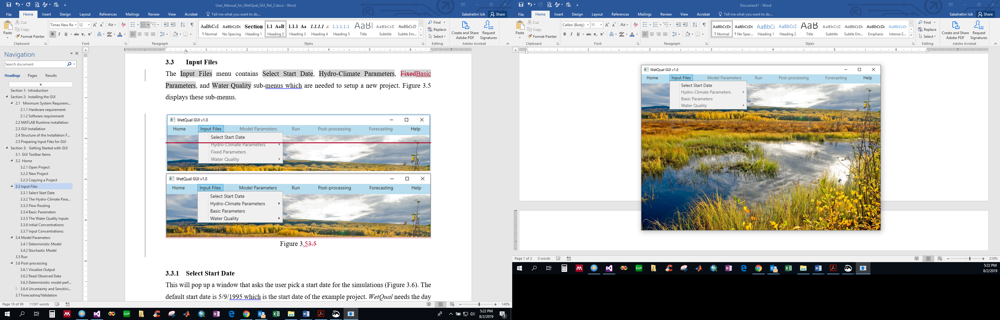 User_Manual_for_WetQual_GUI_Rel_2.docx - Word
File Home Insert Design Layout References Mailings Review View Acrobat Tell me what you want to do... Sabahattin Isik Share
Paste
Cut
Copy
Format Painter
Clipboard
Times New Ro 12
Font
Paragraph
AaBbCcI AaBbCcDc Section 1.1 AaB 1.1.1 Aa 1.1.1.1 A 1.1.1.1.1 AaBl AaBbCcD AaBbCcD
¶ Normal No Spacing Heading 1 Heading 2 Heading 3 Heading 4 Heading 5 Title Subtitle Subtle Em...
Styles
Find
Replace
Select
Editing
Create and Share Adobe PDF
Request Signatures
Adobe Acrobat
Navigation
Search document
Headings Pages Results
Section 1: Introduction
Section 2: Installing the GUI
2.1 Minimum System Requirem...
2.1.1 Hardware requirement:
2.1.2 Software requirement:
2.2 MATLAB Runtime installation
2.3 GUI Installation
2.4 Structure of the Installation F...
2.5 Preparing Input Files for GUI
Section 3: Getting Started with GUI
3.1 GUI Toolbar Items
3.2 Home
3.2.1 Open Project
3.2.2 New Project
3.2.3 Copying a Project
3.3 Input Files
3.3.1 Select Start Date
3.3.2 The Hydro-Climate Para...
3.3.3 Flow Routing
3.3.4 Basic Parameters
3.3.5 The Water Quality Inputs
3.3.6 Initial Concentrations:
3.3.7 Input Concentrations:
3.4 Model Parameters
3.4.1 Deterministic Model
3.4.2 Stochastic Model
3.5 Run
3.6 Post-processing
3.6.1 Visualize Output
3.6.2 Read Observed Data
3.6.3 Deterministic model perf...
3.6.4 Uncertainty and Sensitivi...
3.7 Forecasting/Validation
3.3 Input Files
The Input Files menu contains Select Start Date, Hydro-Climate Parameters, FixedBasic
Parameters, and Water Quality sub-menus which are needed to setup a new project. Figure 3.5
displays these sub-menus.
WetQual GUI v1.0
Home Input Files Model Parameters Run Post-processing Forecasting Help
Select Start Date
Hydro-Climate Parameters
Fixed Parameters
Water Quality
WetQual GUI v1.0
Home Input Files Model Parameters Run Post-processing Forecasting Help
Select Start Date
Hydro-Climate Parameters
Basic Parameters
Water Quality
Figure 3.53.5
3.3.1 Select Start Date
This will pop up a window that asks the user pick a start date for the simulations (Figure 3.6). The
default start date is 5/9/1995 which is the start date of the example project. WetQual needs the day
Page 19 of 99 11397 words 140%
CUP
5:22 PM
8/2/2019
2
Document1 - Word
File Home Insert Design Layout References Mailings Review View Acrobat Tell me what you want to do... Sabahattin Isik Share
Paste
Cut
Copy
Format Painter
Clipboard
Calibri (Body) 11
Font
Paragraph
AaBbCcDc AaBbCcDc AaBbCc AaBbCcD AaB AaBbCcD AaBbCcDc AaBbCcDc AaBbCcDc
¶ Normal ¶ No Spac... Heading 1 Heading 2 Title Subtitle Subtle Em... Emphasis Intense E...
Styles
Find
Replace
Select
Editing
Create and Share Adobe PDF
Request Signatures
Adobe Acrobat
WetQual GUI v1.0
Home Input Files Model Parameters Run Post-processing Forecasting Help
Select Start Date
Hydro-Climate Parameters
Basic Parameters
Water Quality
Page 1 of 2 0 words 210%
CUP
5:22 PM
8/2/2019